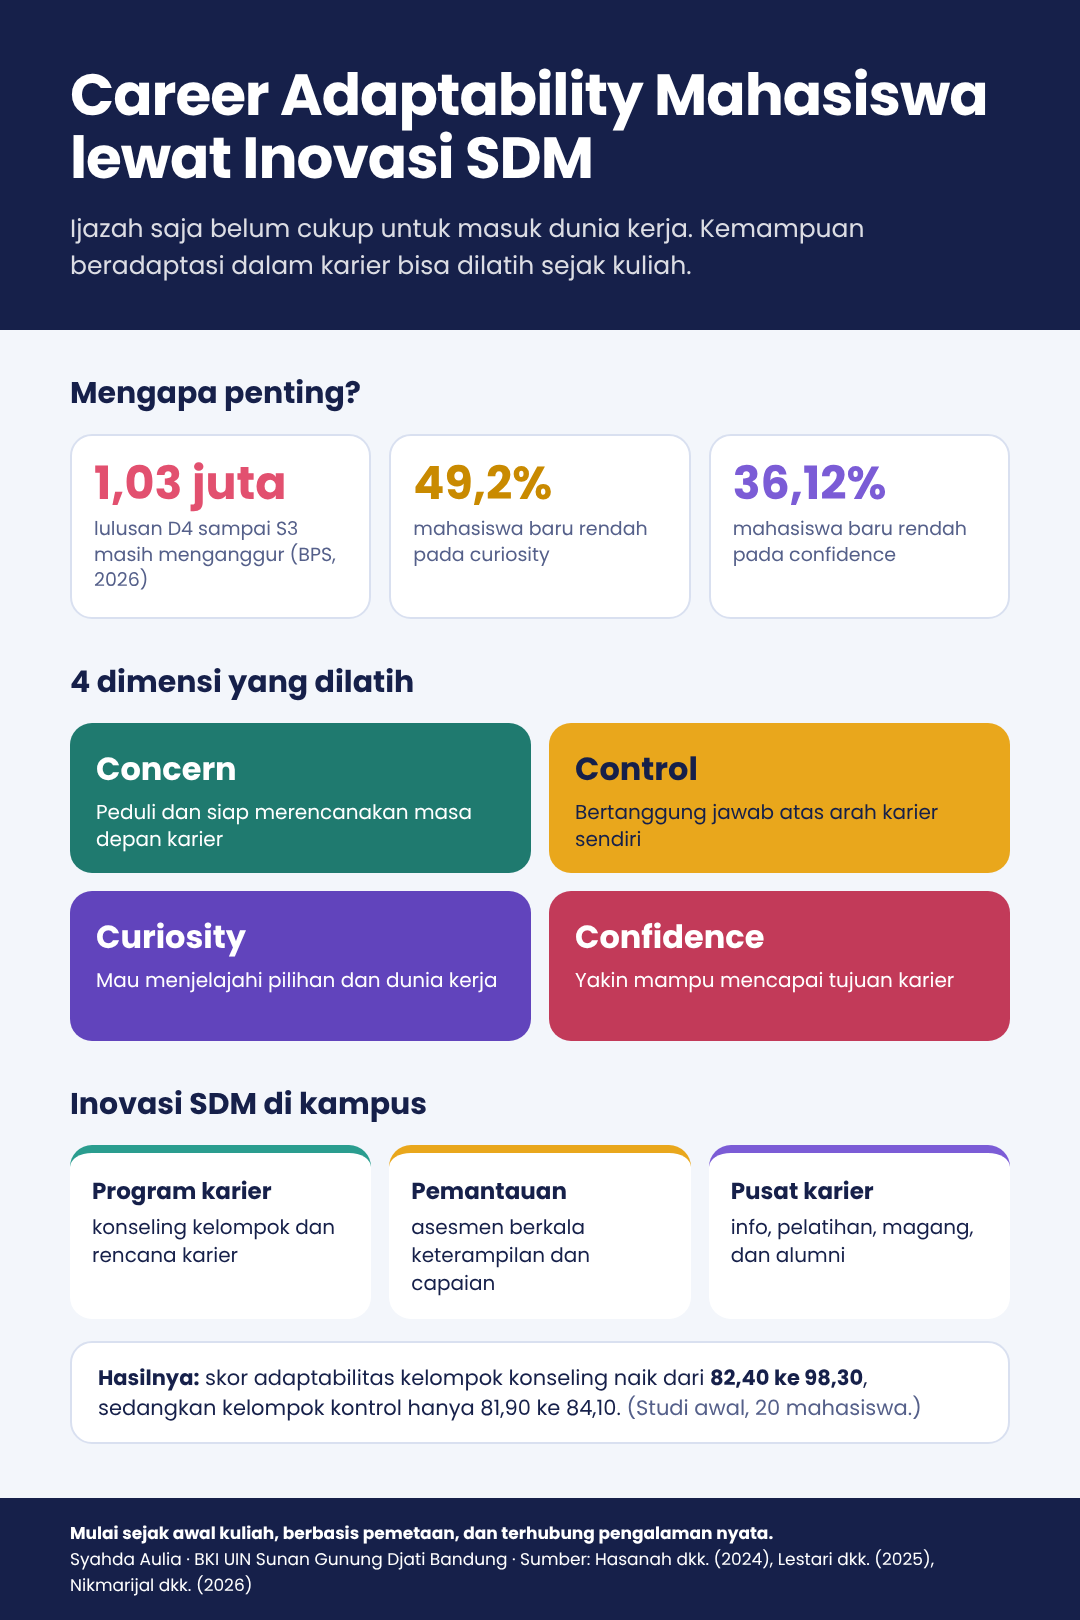 Career Adaptability Mahasiswa
lewat Inovasi SDM
Ijazah saja belum cukup untuk masuk dunia kerja. Kemampuan
beradaptasi dalam karier bisa dilatih sejak kuliah.
Mengapa penting?
1,03 juta
lulusan D4 sampai S3
masih menganggur (BPS,
2026)
49,2%
mahasiswa baru rendah
pada curiosity
36,12%
mahasiswa baru rendah
pada confidence
4 dimensi yang dilatih
Concern
Peduli dan siap merencanakan masa
depan karier
Control
Bertanggung jawab atas arah karier
sendiri
Curiosity
Mau menjelajahi pilihan dan dunia kerja
Confidence
Yakin mampu mencapai tujuan karier
Inovasi SDM di kampus
Program karier
konseling kelompok dan
rencana karier
Pemantauan
asesmen berkala
keterampilan dan
capaian
Pusat karier
info, pelatihan, magang,
dan alumni
Hasilnya: skor adaptabilitas kelompok konseling naik dari 82,40 ke 98,30,
sedangkan kelompok kontrol hanya 81,90 ke 84,10. (Studi awal, 20 mahasiswa.)
Mulai sejak awal kuliah, berbasis pemetaan, dan terhubung pengalaman nyata.
Syahda Aulia · BKI UIN Sunan Gunung Djati Bandung · Sumber: Hasanah dkk. (2024), Lestari dkk. (2025),
Nikmarijal dkk. (2026)